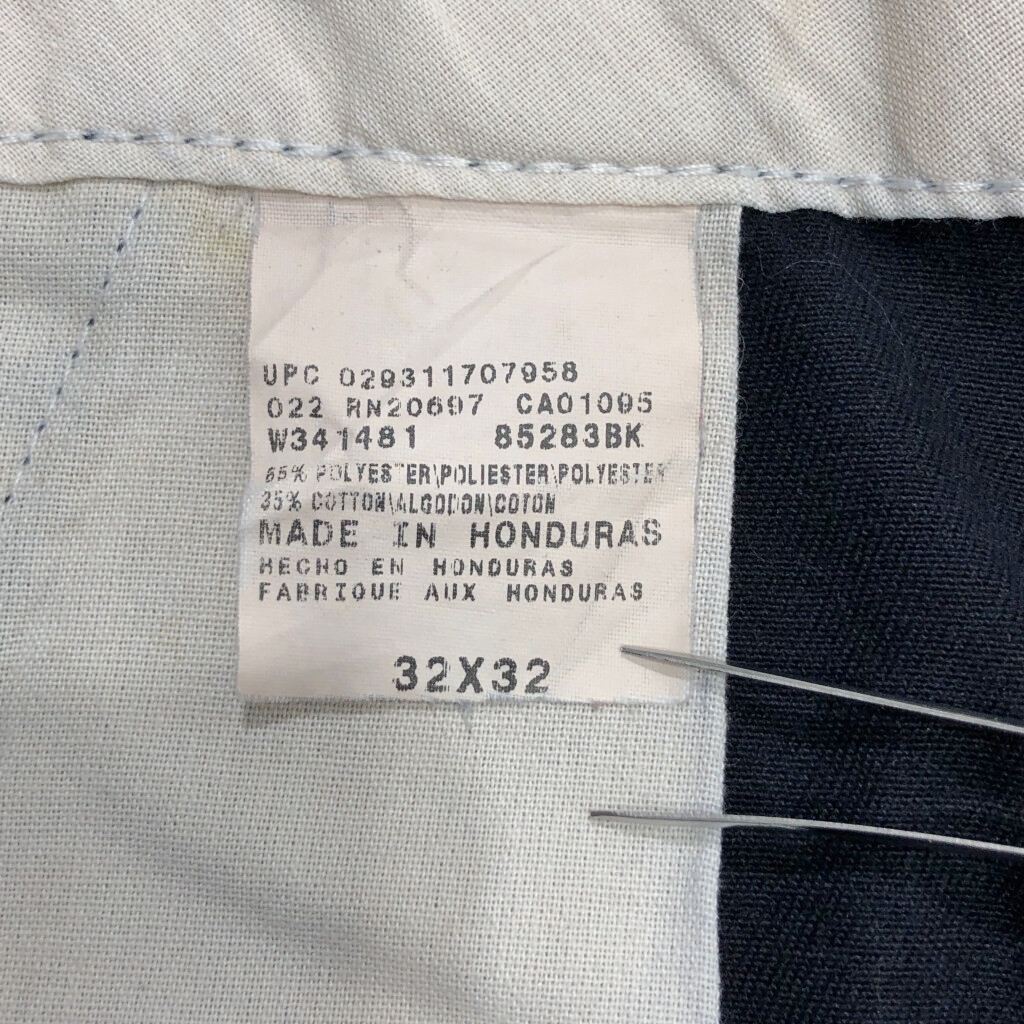 UPC 029311707958
022 RN20697 CA01095
W341481 85283BK
65% POLYESTER\POLIESTER\POLYESTER
35% COTTON\ALGODON\COTON
MADE IN HONDURAS
HECHO EN HONDURAS
FABRIQUE AUX HONDURAS
32X32